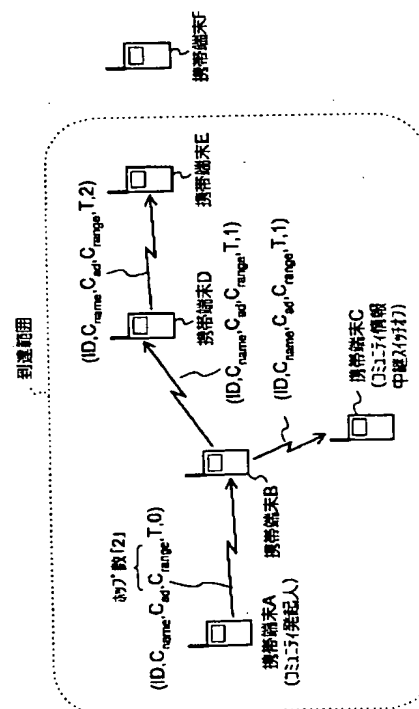 到達範囲
ホップ数「2」
(ID,Cname,Cad,Crange,T,0)
携帯端末A
(コミュニティ発起人)
携帯端末B
(ID,Cname,Cad,Crange,T,1)
(ID,Cname,Cad,Crange,T,1)
携帯端末C
(コミュニティ情報
中継スイッチオフ)
携帯端末D
(ID,Cname,Cad,Crange,T,2)
携帯端末E
携帯端末F